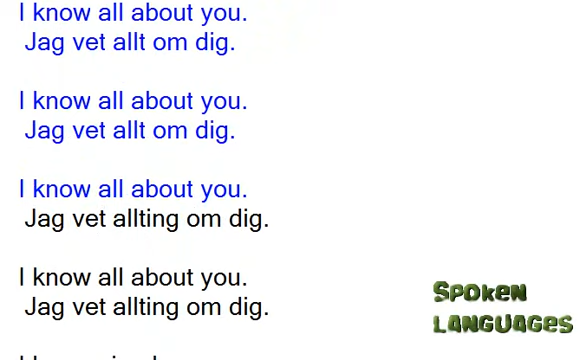 I know all about you.
Jag vet allt om dig.
I know all about you.
Jag vet allt om dig.
I know all about you.
Jag vet allting om dig.
I know all about you.
Jag vet allting om dig.
Spoken
Languages